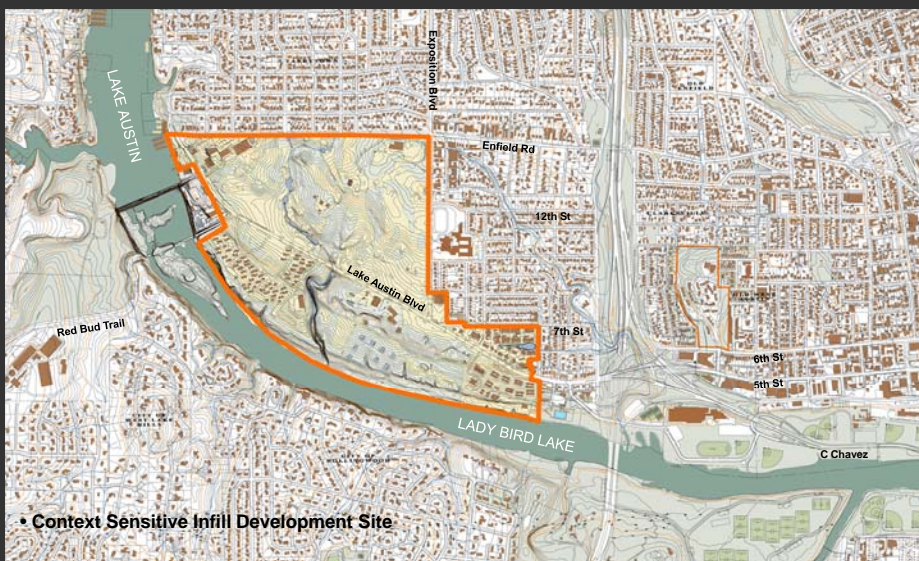 LAKE AUSTIN
Exposition Blvd
Enfield Rd
12th St
Lake Austin Blvd
Red Bud Trail
7th St
6th St
5th St
LADY BIRD LAKE
C Chavez
• Context Sensitive Infill Development Site